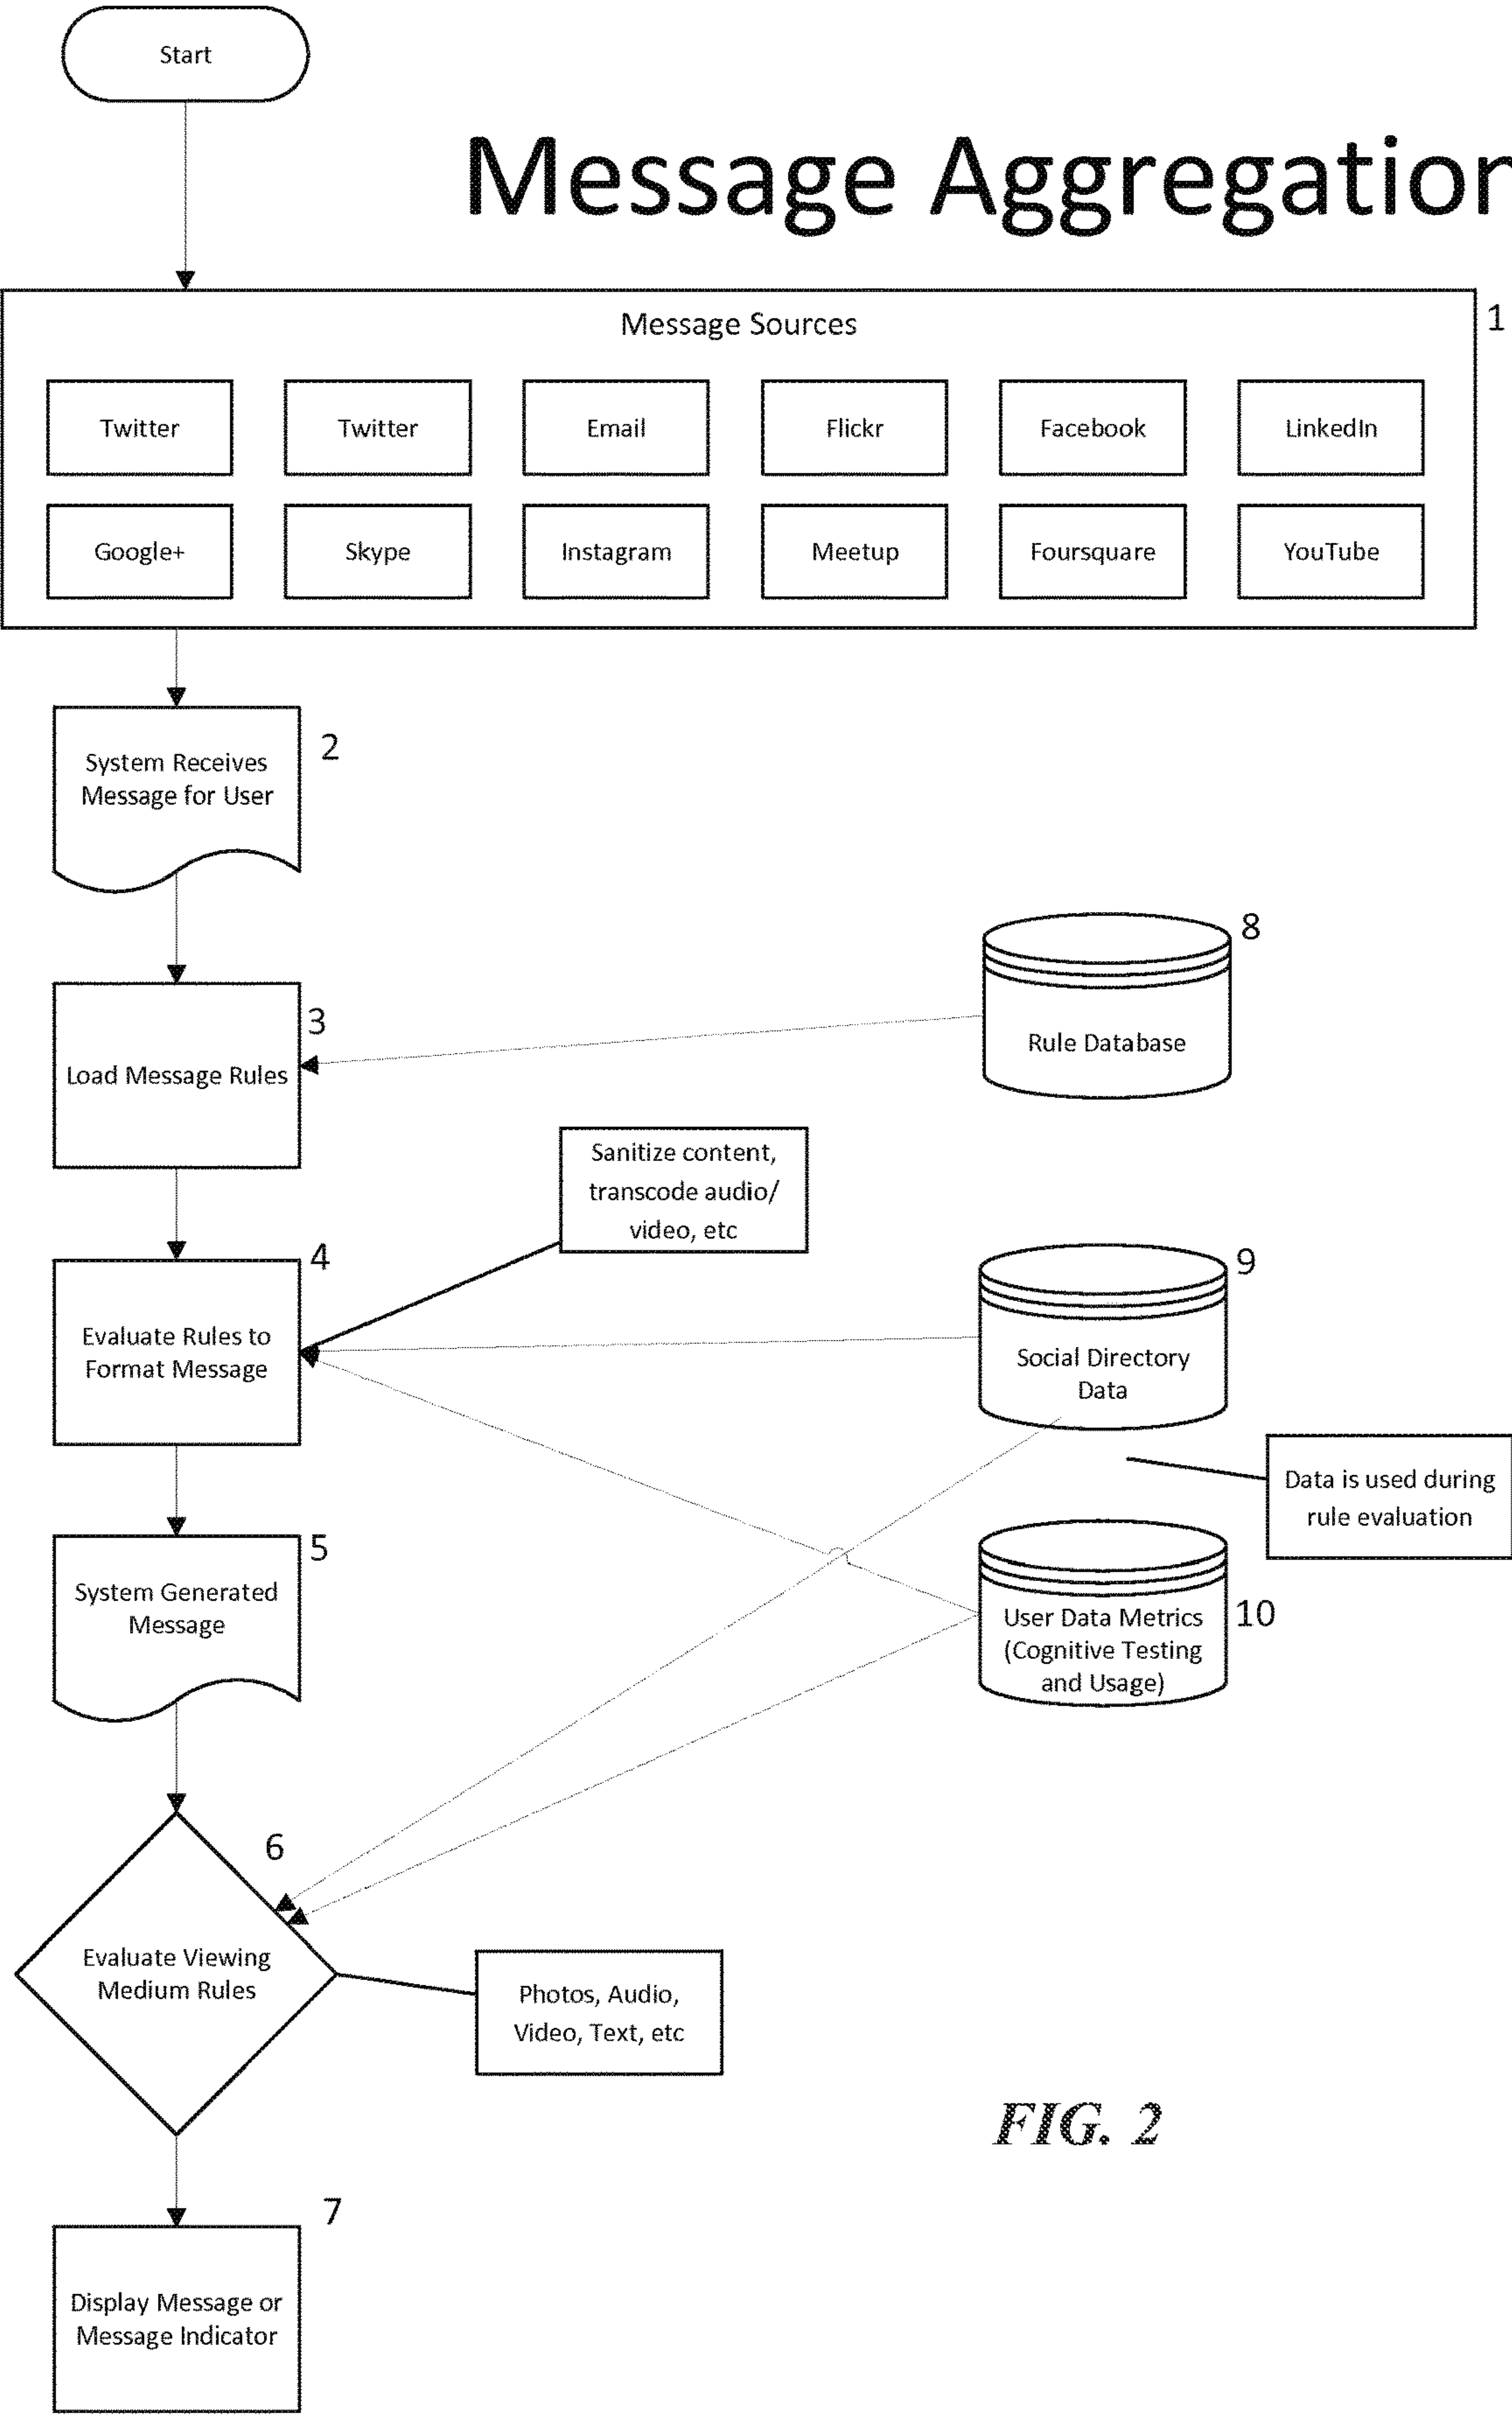 Start
Message Aggregation
Message Sources
1
Twitter
Twitter
Email
Flickr
Facebook
LinkedIn
Google+
Skype
Instagram
Meetup
Foursquare
YouTube
System Receives
Message for User
2
8
Rule Database
3
Load Message Rules
Sanitize content,
transcode audio/
video, etc
4
Evaluate Rules to
Format Message
9
Social Directory
Data
Data is used during
rule evaluation
5
System Generated
Message
User Data Metrics
(Cognitive Testing
and Usage)
10
6
Evaluate Viewing
Medium Rules
Photos, Audio,
Video, Text, etc
FIG. 2
7
Display Message or
Message Indicator